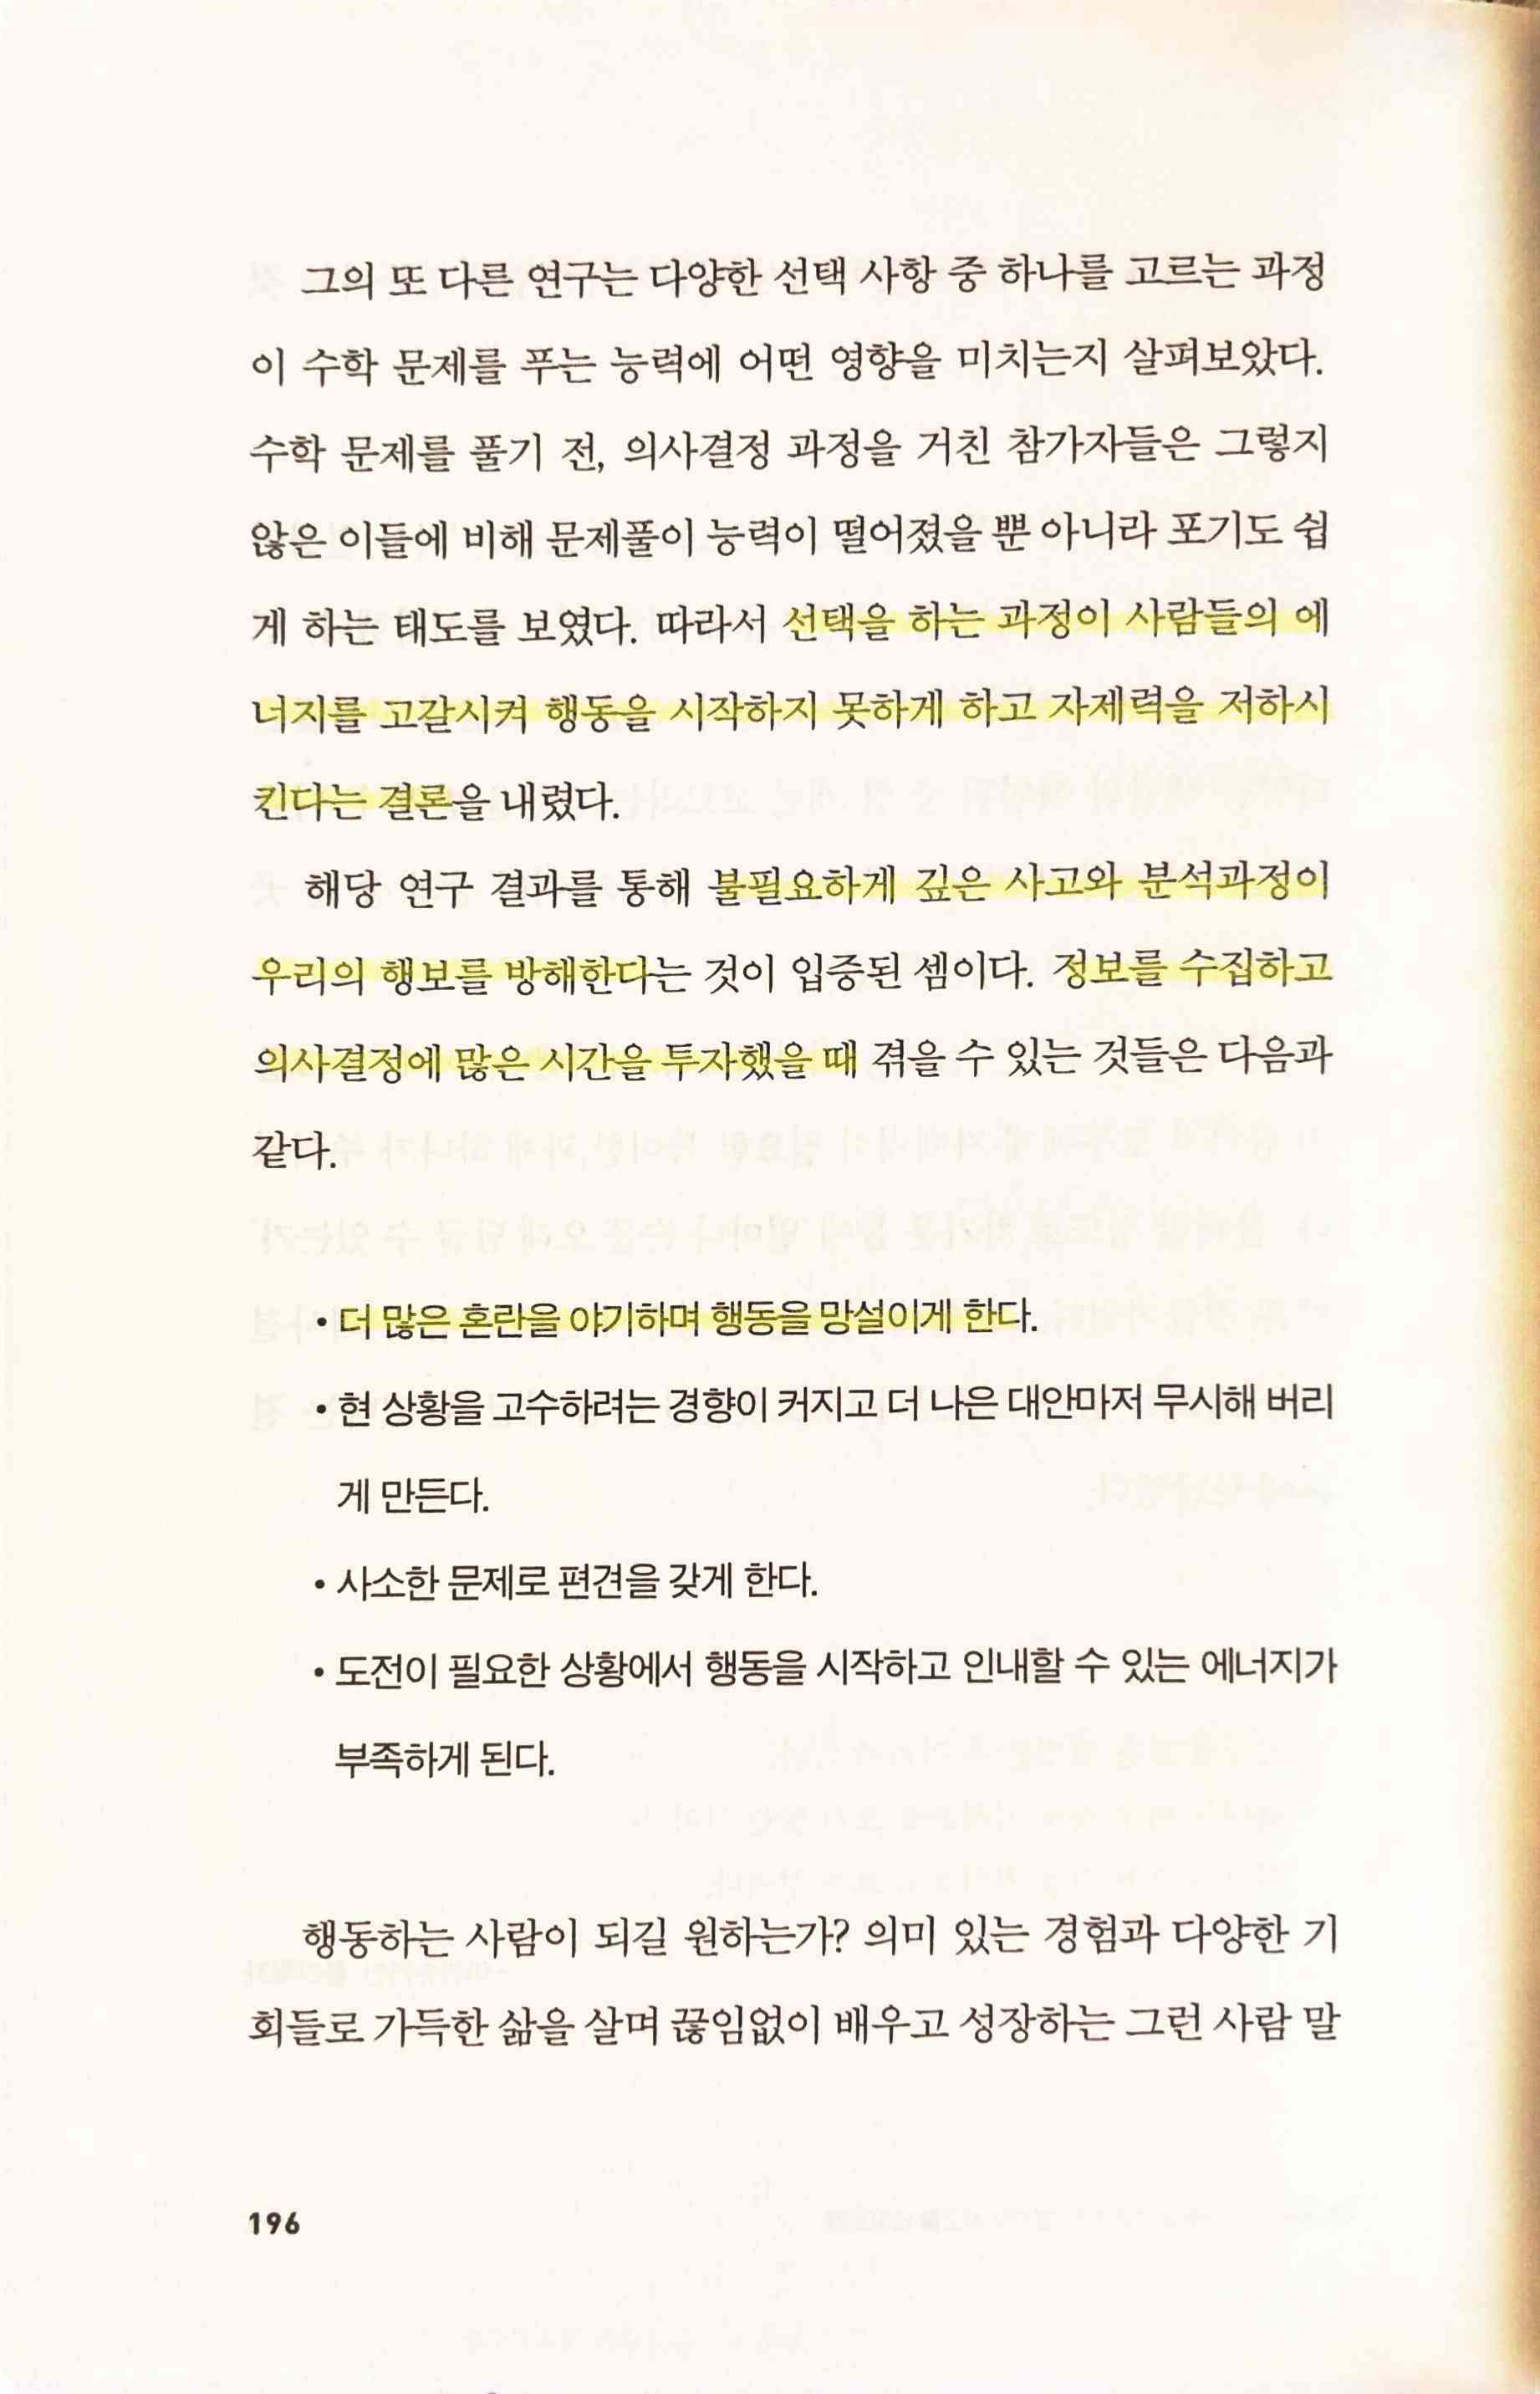 그의 또 다른 연구는 다양한 선택 사항 중 하나를 고르는 과정
이 수학 문제를 푸는 능력에 어떤 영향을 미치는지 살펴보았다.
수학 문제를 풀기 전, 의사결정 과정을 거친 참가자들은 그렇지
않은 이들에 비해 문제풀이 능력이 떨어졌을 뿐 아니라 포기도 쉽
게 하는 태도를 보였다. 따라서 선택을 하는 과정이 사람들의 에
너지를 고갈시켜 행동을 시작하지 못하게 하고 자제력을 저하시
킨다는 결론을 내렸다.
해당 연구 결과를 통해 불필요하게 깊은 사고와 분석과정이
우리의 행보를 방해한다는 것이 입증된 셈이다. 정보를 수집하고
의사결정에 많은 시간을 투자했을 때 겪을 수 있는 것들은 다음과
같다.
• 더 많은 혼란을 야기하며 행동을 망설이게 한다.
• 현 상황을 고수하려는 경향이 커지고 더 나은 대안마저 무시해 버리
게 만든다.
• 사소한 문제로 편견을 갖게 한다.
• 도전이 필요한 상황에서 행동을 시작하고 인내할 수 있는 에너지가
부족하게 된다.
행동하는 사람이 되길 원하는가? 의미 있는 경험과 다양한 기
회들로 가득한 삶을 살며 끊임없이 배우고 성장하는 그런 사람 말
196